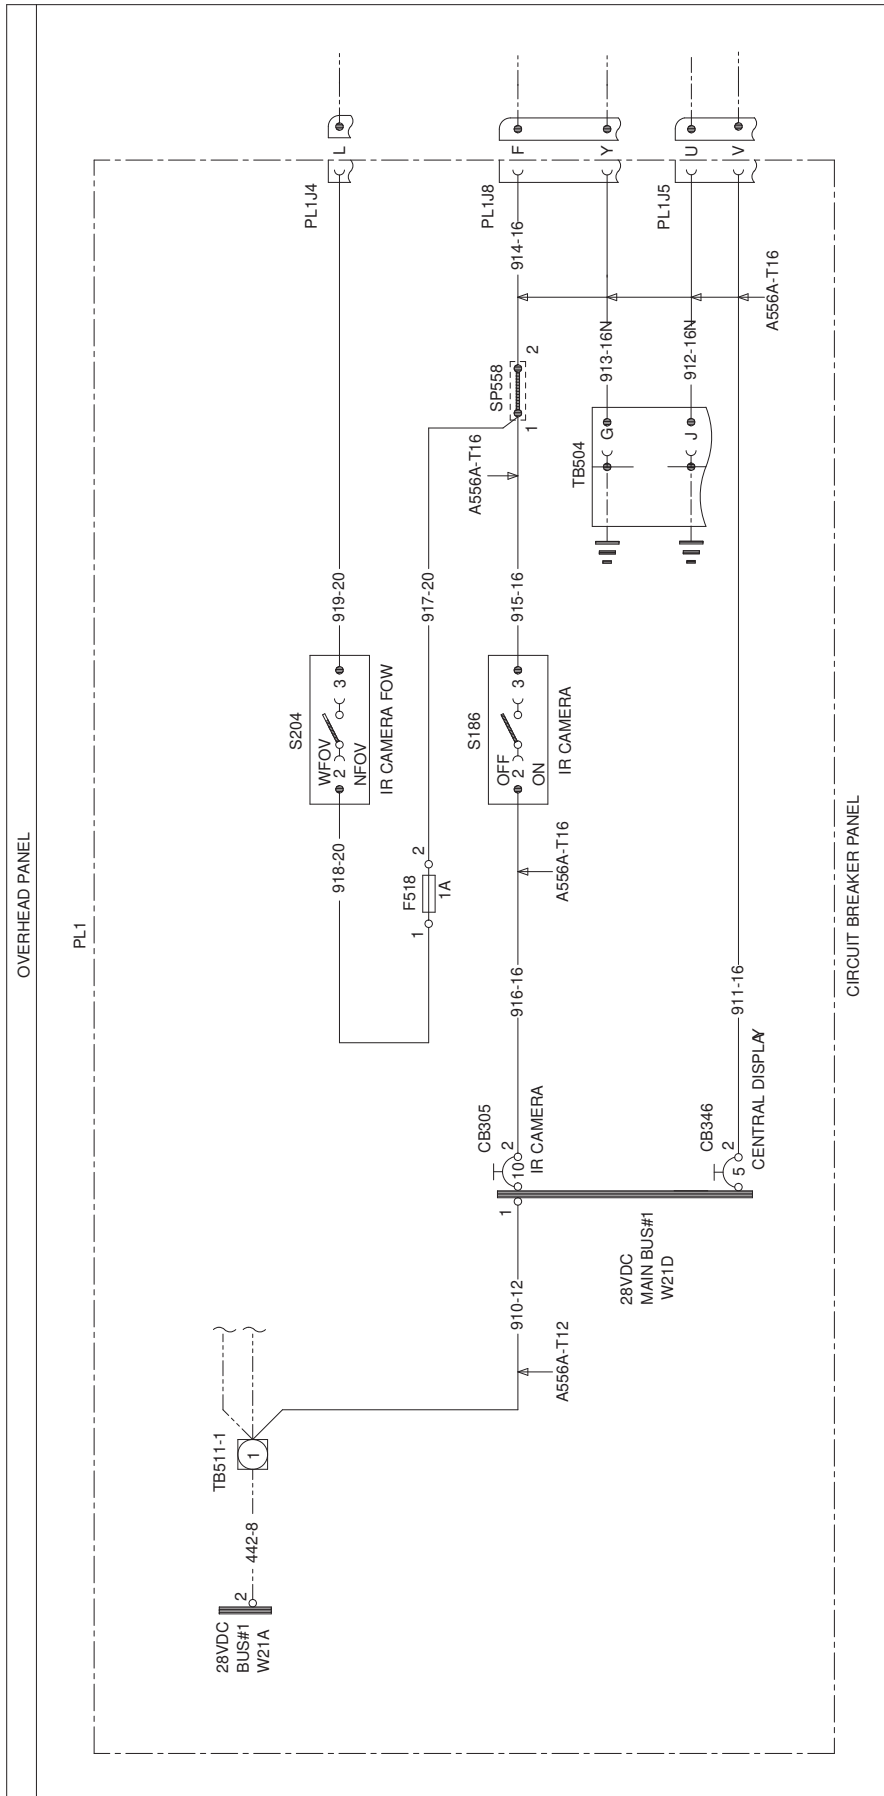 OVERHEAD PANEL
PL1
28VDC
BUS#1
W21A
2
442-8
TB511-1
1
910-12
A556A-T12
28VDC
MAIN BUS#1
W21D
1
CB305
10
2
IR CAMERA
CB346
5
2
CENTRAL DISPLAY
918-20
S204
WFOV
2
3
NFOV
IR CAMERA FOW
919-20
PL1J4
L
1
F518
2
1A
917-20
916-16
A556A-T16
S186
OFF
2
3
ON
IR CAMERA
915-16
A556A-T16
SP558
1
2
914-16
PL1J8
F
Y
TB504
G
J
913-16N
912-16N
PL1J5
U
V
911-16
A556A-T16
CIRCUIT BREAKER PANEL